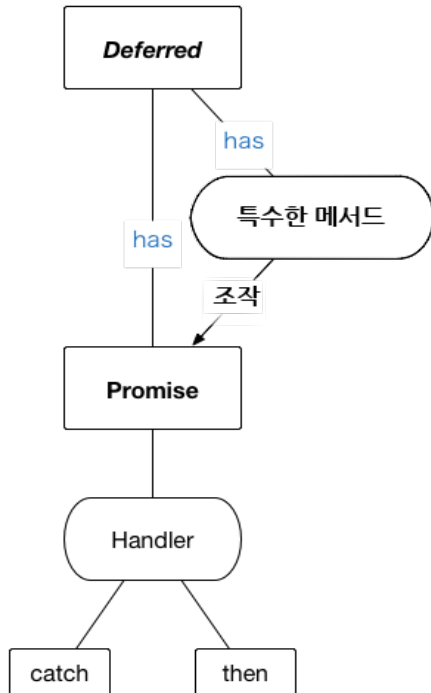 Deferred
has
특수한 메서드
has
조작
Promise
Handler
catch
then